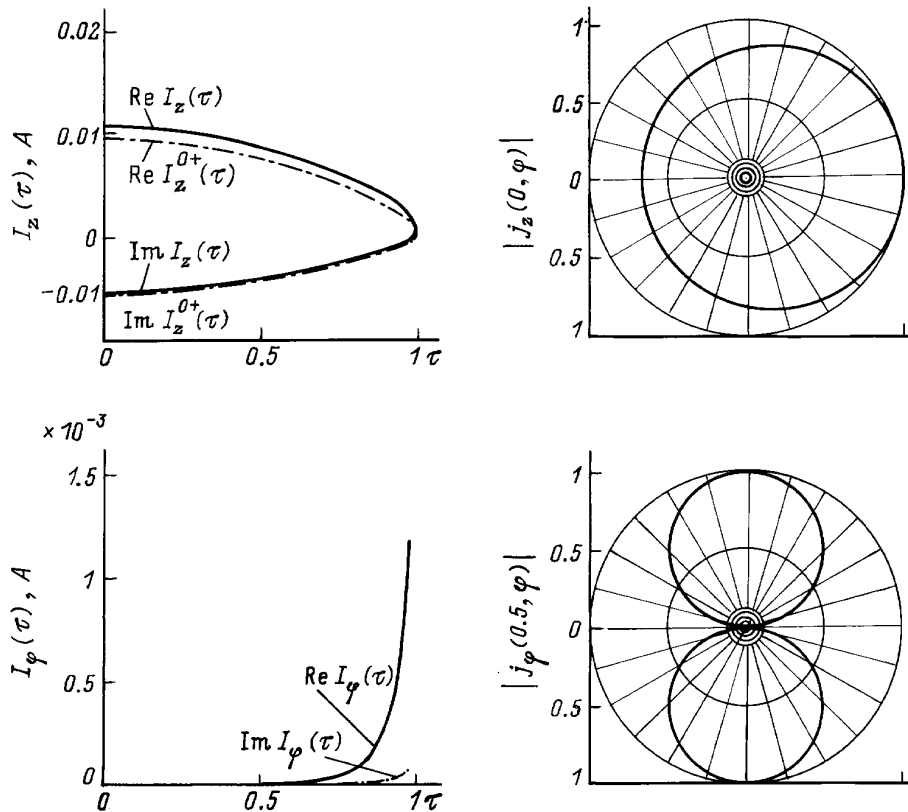 0.02
Re I_z(τ)
0.01
Re I_z^{0+}(τ)
0
Im I_z(τ)
-0.01
Im I_z^{0+}(τ)
I_z(τ), A
0 0.5 1 τ
1
0.5
0
0.5
1
|j_z(0, φ)|
× 10^{-3}
1.5
1
0.5
0
I_φ(τ), A
Re I_φ(τ)
Im I_φ(τ)
0 0.5 1 τ
1
0.5
0
0.5
1
|j_φ(0.5, φ)|